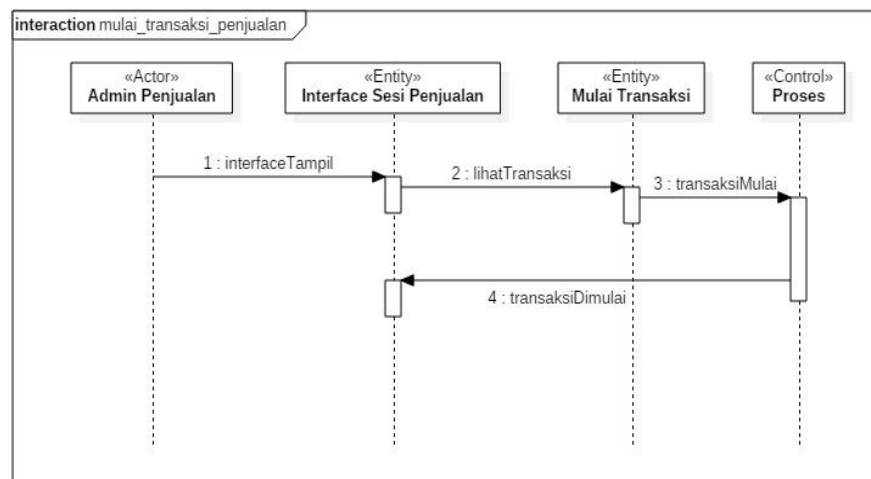 interaction mulai_transaksi_penjualan
«Actor»
Admin Penjualan
«Entity»
Interface Sesi Penjualan
«Entity»
Mulai Transaksi
«Control»
Proses
1 : interfaceTampil
2 : lihatTransaksi
3 : transaksiMulai
4 : transaksiDimulai